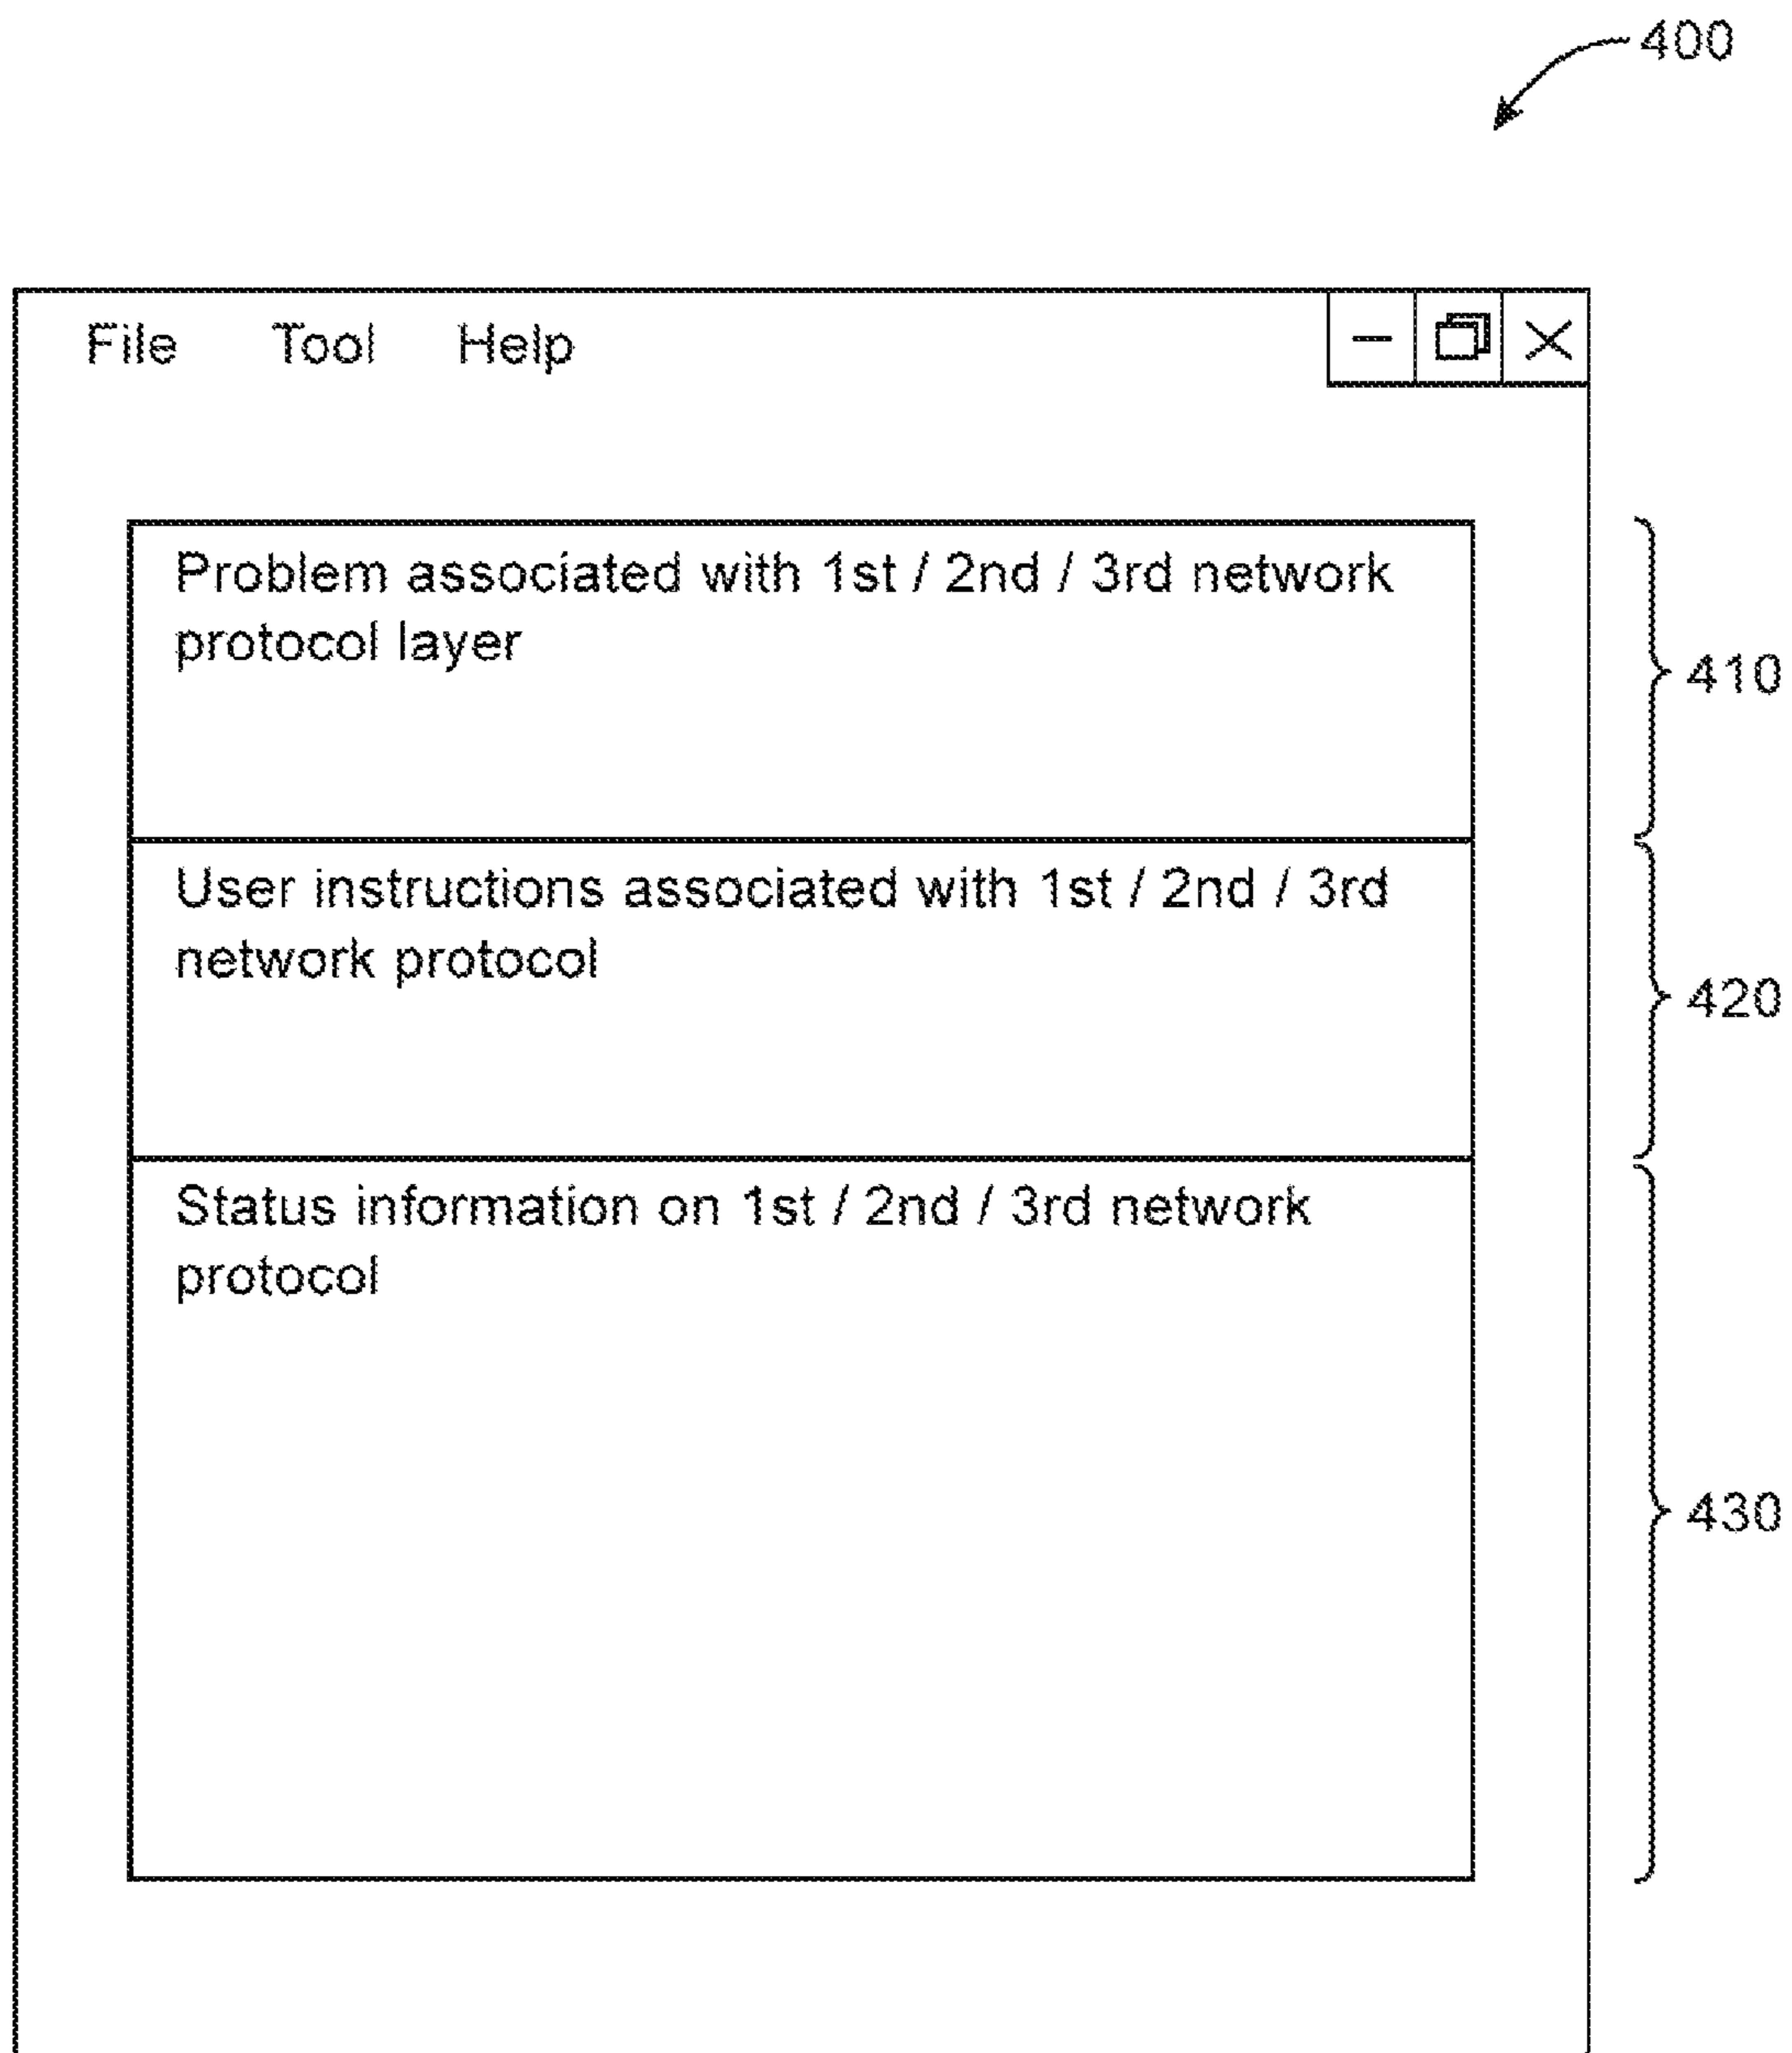 400
File Tool Help
Problem associated with 1st / 2nd / 3rd network
protocol layer
410
User instructions associated with 1st / 2nd / 3rd
network protocol
420
Status information on 1st / 2nd / 3rd network
protocol
430